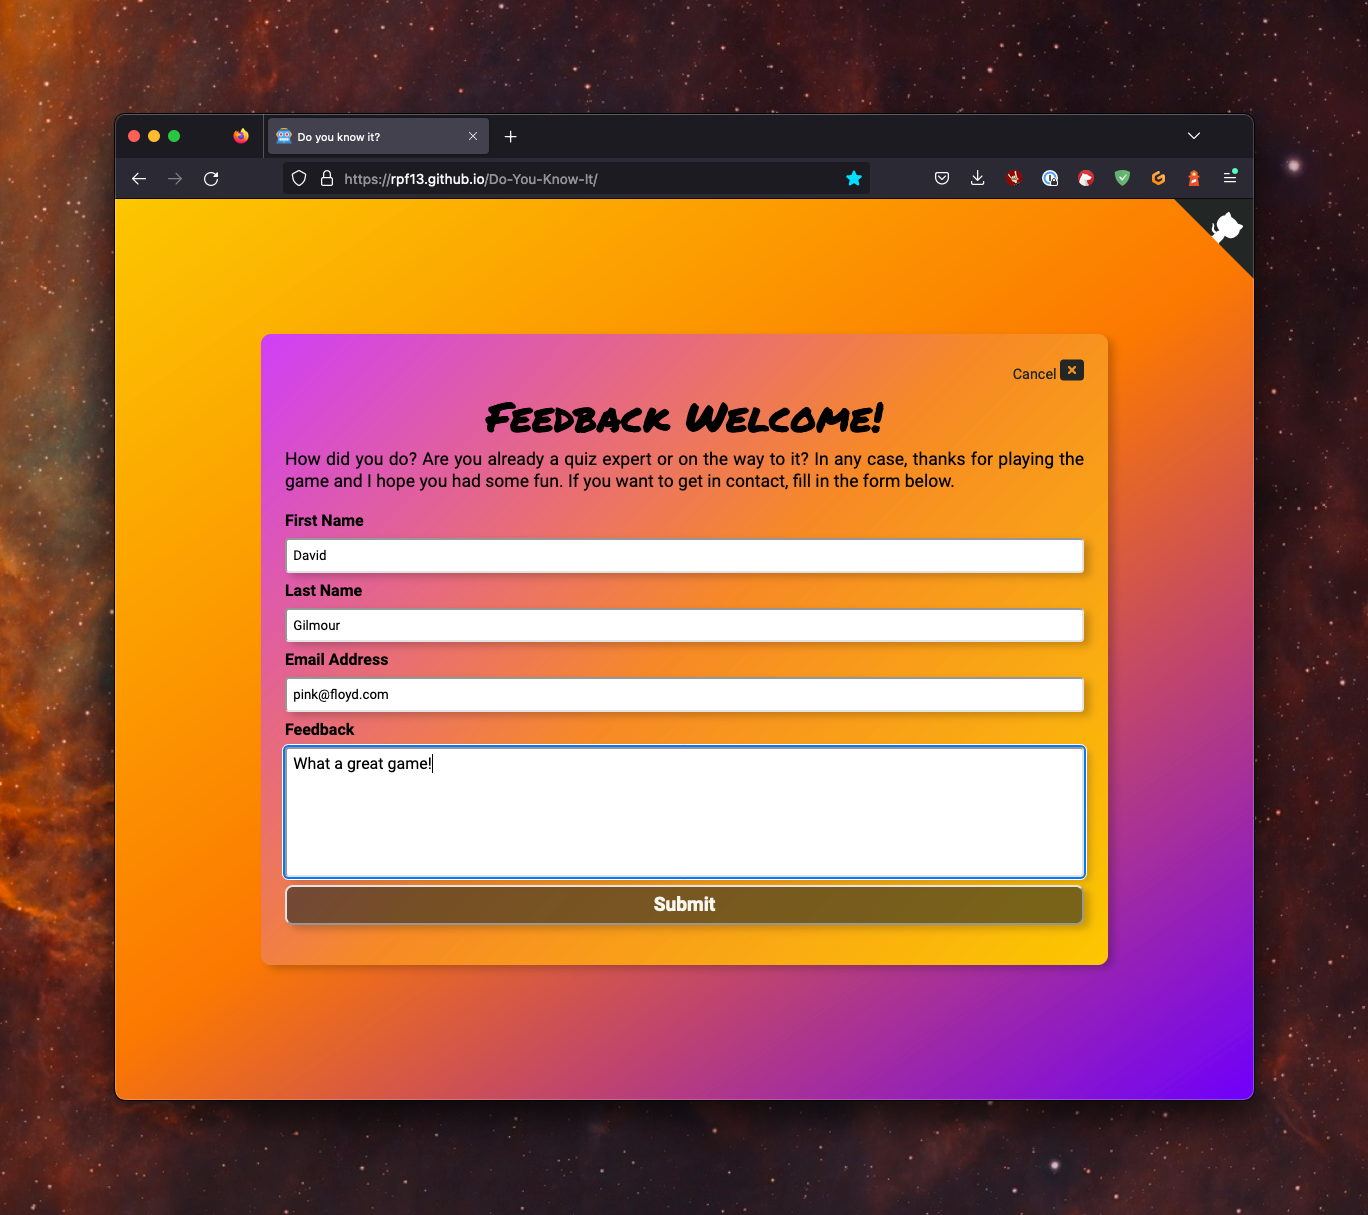 Do you know it?
https://rpf13.github.io/Do-You-Know-It/
Cancel
Feedback Welcome!
How did you do? Are you already a quiz expert or on the way to it? In any case, thanks for playing the
game and I hope you had some fun. If you want to get in contact, fill in the form below.
First Name
David
Last Name
Gilmour
Email Address
pink@floyd.com
Feedback
What a great game!
Submit